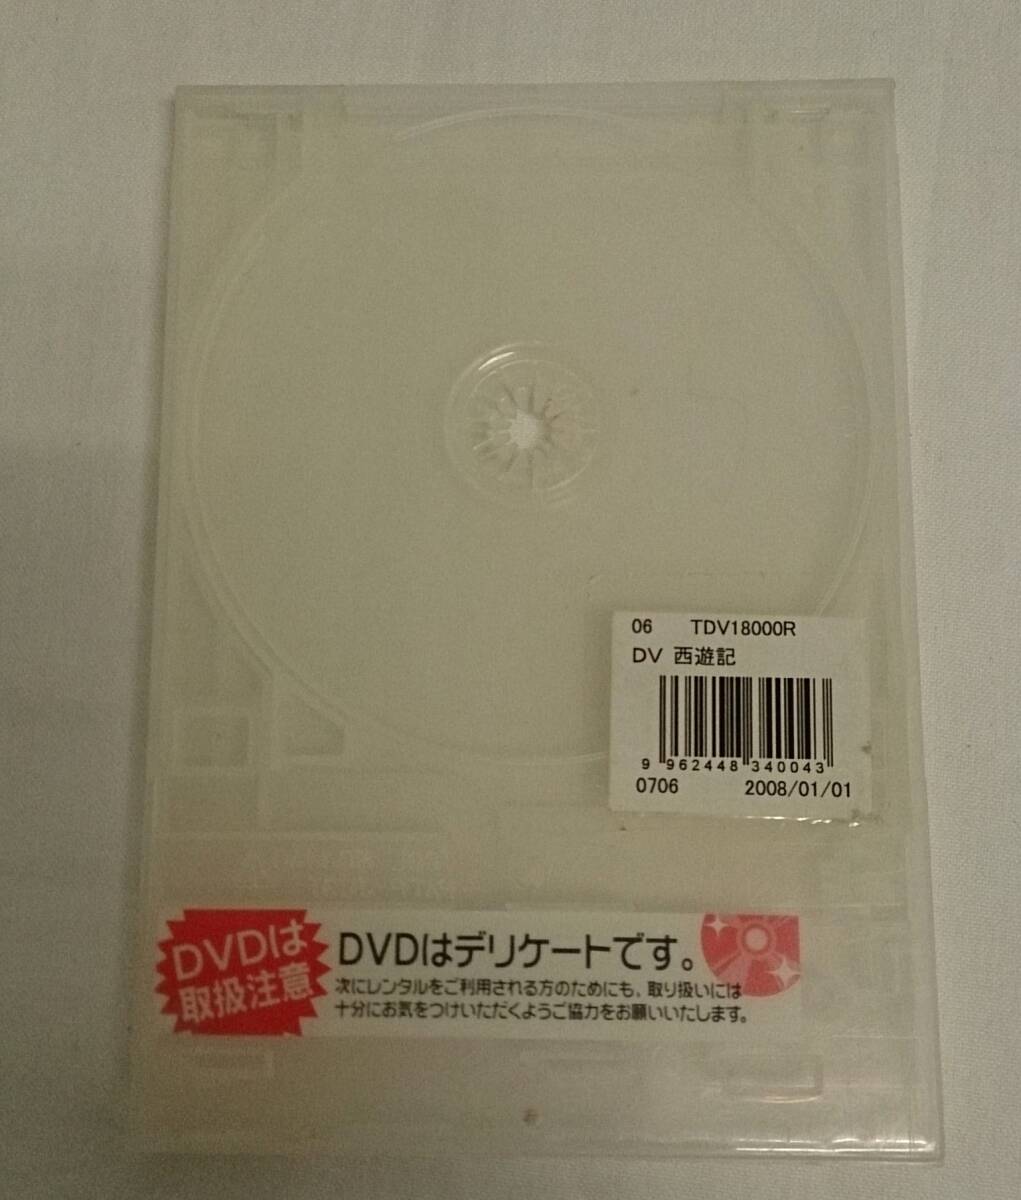 06 TDV18000R
DV 西遊記
9 962448 340043
0706 2008/01/01
DVDは
取扱注意
DVDはデリケートです。
次にレンタルをご利用される方のためにも、取り扱いには
十分にお気をつけいただくようご協力をお願いいたします。